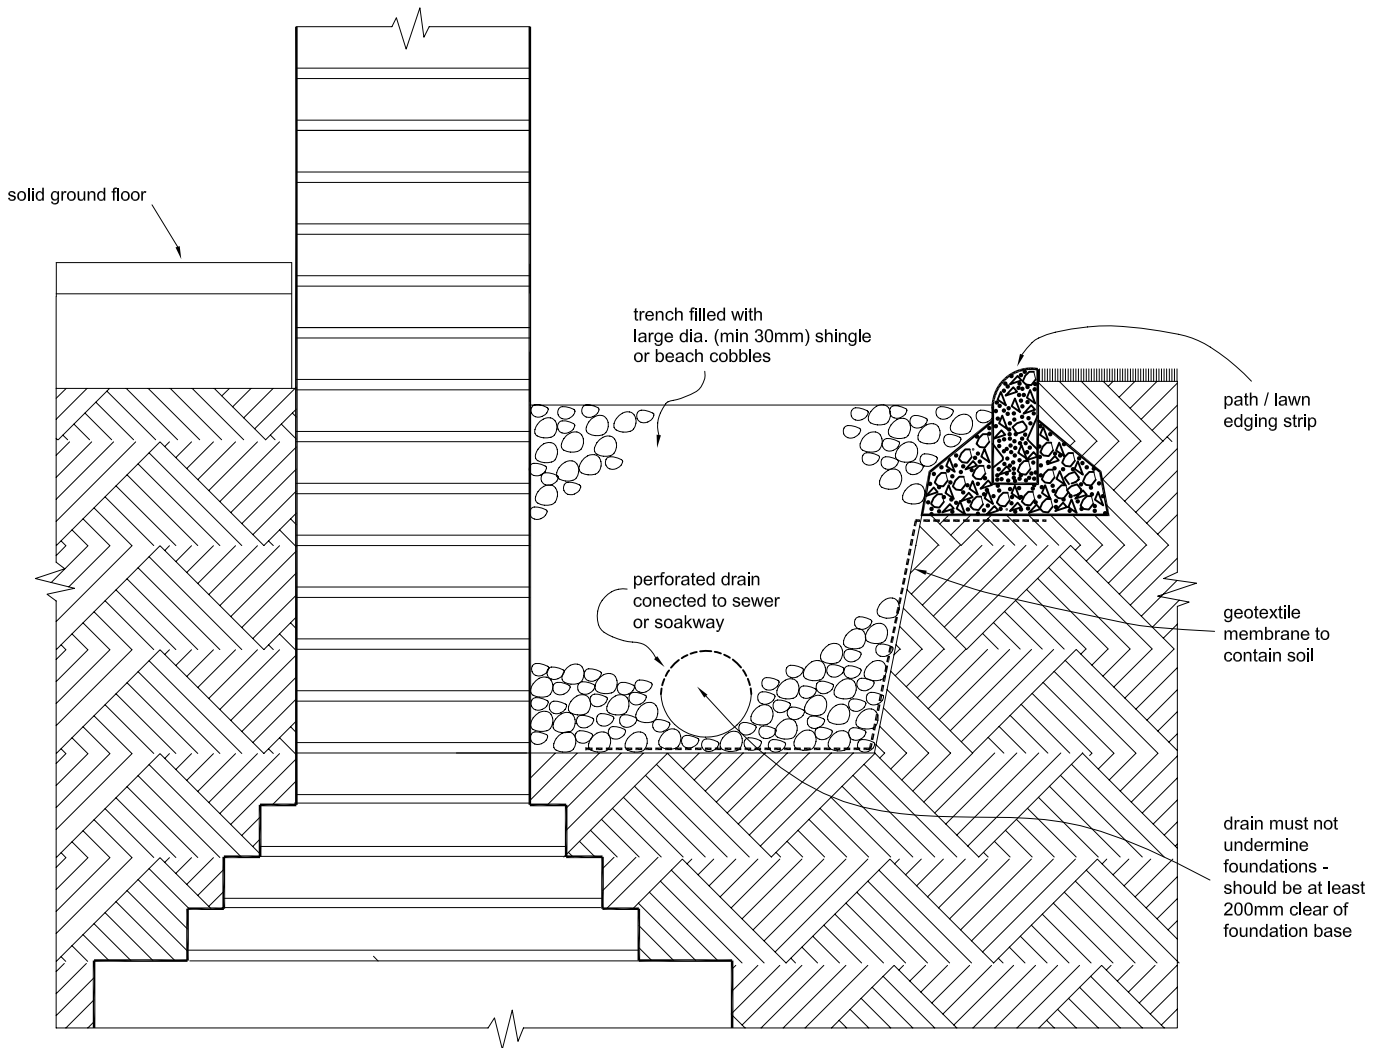 solid ground floor
trench filled with
large dia. (min 30mm) shingle
or beach cobbles
path / lawn
edging strip
perforated drain
conected to sewer
or soakway
geotextile
membrane to
contain soil
drain must not
undermine
foundations -
should be at least
200mm clear of
foundation base